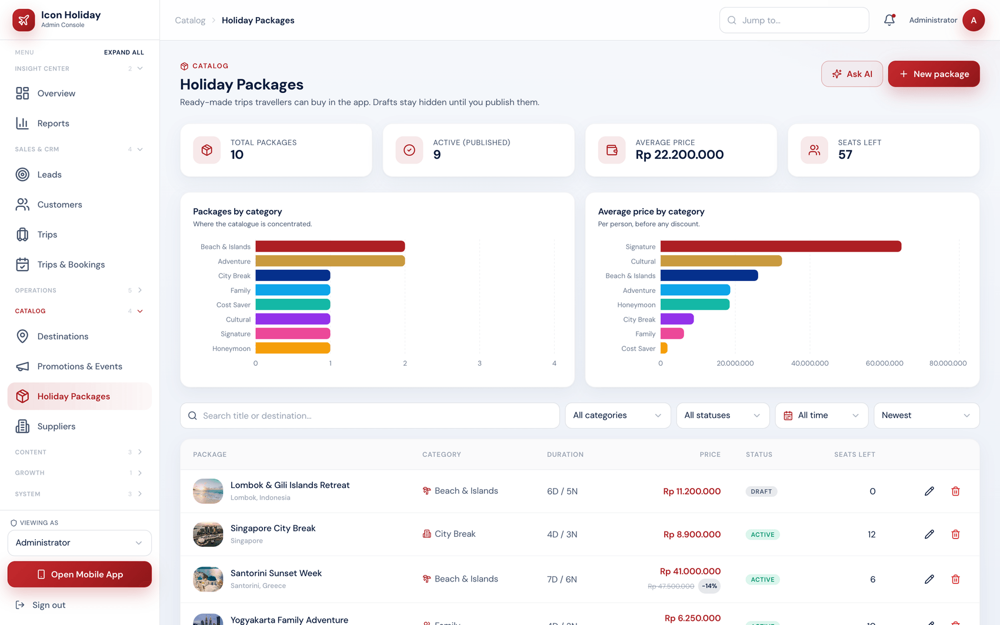 Icon Holiday
Admin Console
MENU EXPAND ALL
INSIGHT CENTER 2
Overview
Reports
SALES & CRM 4
Leads
Customers
Trips
Trips & Bookings
OPERATIONS 5
CATALOG 4
Destinations
Promotions & Events
Holiday Packages
Suppliers
CONTENT 3
GROWTH 1
SYSTEM 3
VIEWING AS
Administrator
Open Mobile App
Sign out
Catalog > Holiday Packages
Jump to...
Administrator A
CATALOG
Holiday Packages
Ready-made trips travellers can buy in the app. Drafts stay hidden until you publish them.
Ask AI
+ New package
TOTAL PACKAGES
10
ACTIVE (PUBLISHED)
9
AVERAGE PRICE
Rp 22.200.000
SEATS LEFT
57
Packages by category
Where the catalogue is concentrated.
Beach & Islands
Adventure
City Break
Family
Cost Saver
Cultural
Signature
Honeymoon
0 1 2 3 4
Average price by category
Per person, before any discount.
Signature
Cultural
Beach & Islands
Adventure
Honeymoon
City Break
Family
Cost Saver
0 20.000.000 40.000.000 60.000.000 80.000.000
Search title or destination...
All categories
All statuses
All time
Newest
PACKAGE CATEGORY DURATION PRICE STATUS SEATS LEFT
Lombok & Gili Islands Retreat
Lombok, Indonesia
Beach & Islands 6D / 5N Rp 11.200.000 DRAFT 0
Singapore City Break
Singapore
City Break 4D / 3N Rp 8.900.000 ACTIVE 12
Santorini Sunset Week
Santorini, Greece
Beach & Islands 7D / 6N Rp 41.000.000
Rp 47.500.000 -14%
ACTIVE 6
Yogyakarta Family Adventure
Rp 6.250.000